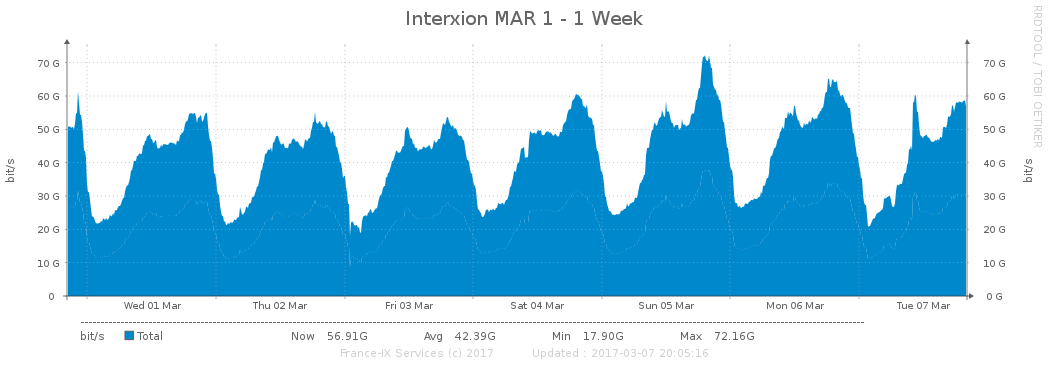 Interxion MAR 1 - 1 Week
RRDTOOL / TOBI OETIKER
bit/s
70 G 70 G
60 G 60 G
50 G 50 G
40 G 40 G
30 G 30 G
20 G 20 G
10 G 10 G
0 0 G
bit/s
Wed 01 Mar Thu 02 Mar Fri 03 Mar Sat 04 Mar Sun 05 Mar Mon 06 Mar Tue 07 Mar
bit/s Total Now 56.91G Avg 42.39G Min 17.90G Max 72.16G
France-IX Services (c) 2017 Updated : 2017-03-07 20:05:16